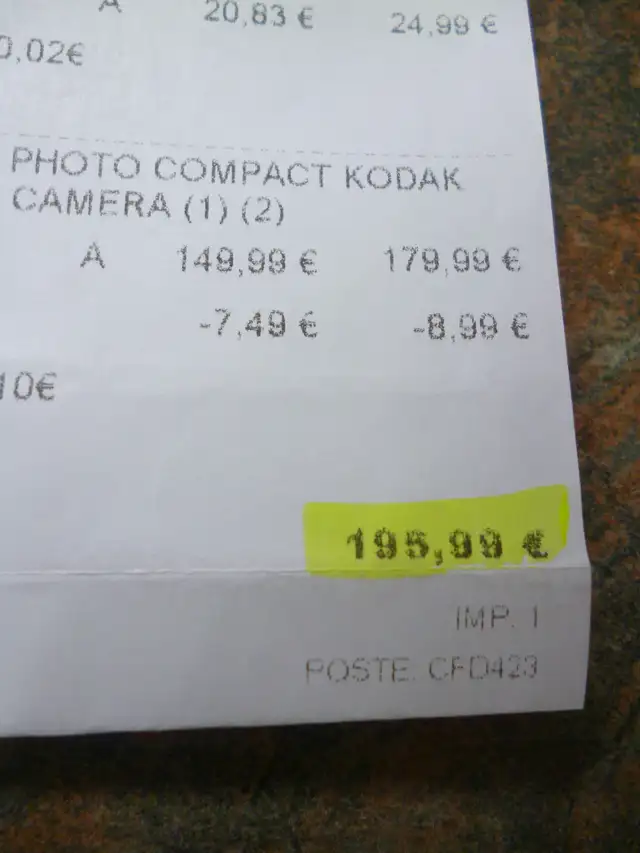 A 20,83 € 24,99 €
0,02€
PHOTO COMPACT KODAK
CAMERA (1) (2)
A 149,99 € 179,99 €
-7,49 € -8,99 €
10€
195,99 €
IMP. 1
POSTE CFD423